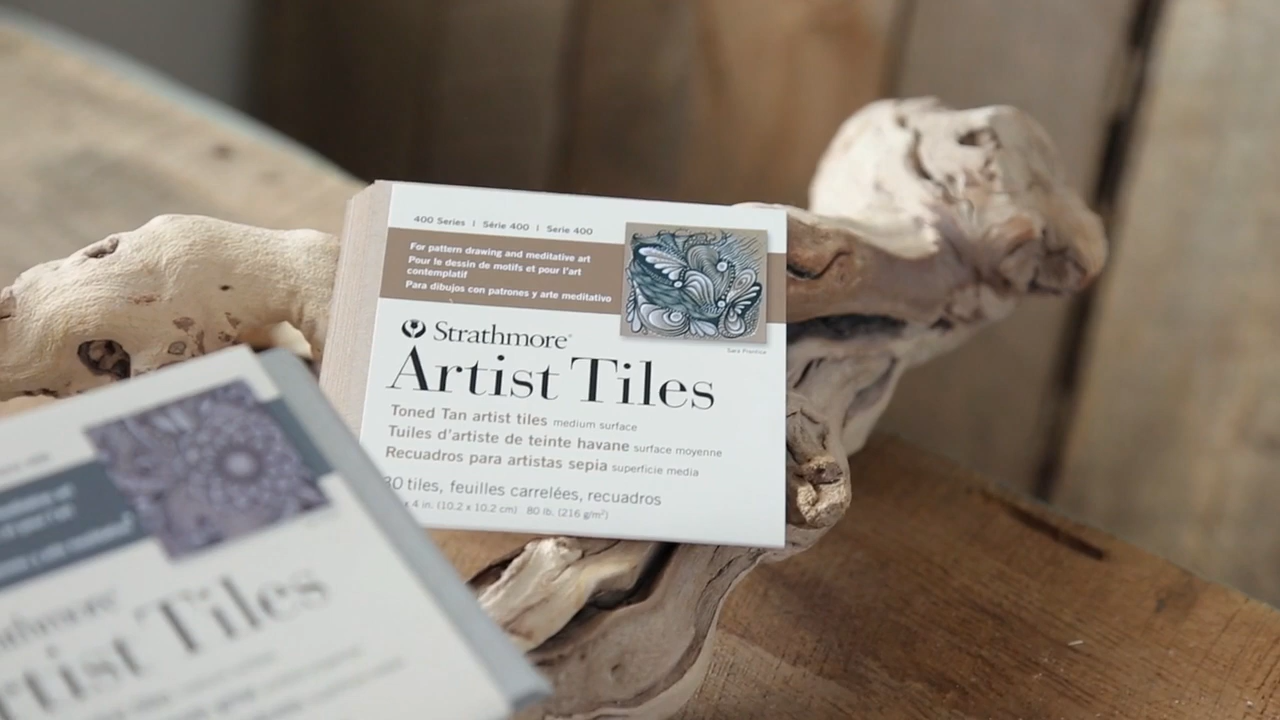 400 Series | Série 400 | Serie 400
For pattern drawing and meditative art
Pour le dessin de motifs et pour l'art
contemplatif
Para dibujos con patrones y arte meditativo
Sara Prentice
Strathmore
Artist Tiles
Toned Tan artist tiles medium surface
Tuiles d'artiste de teinte havane surface moyenne
Recuadros para artistas sepia superficie media
30 tiles, feuilles carrelées, recuadros
x 4 in. (10.2 x 10.2 cm) 80 lb. (216 g/m²)
Tiles